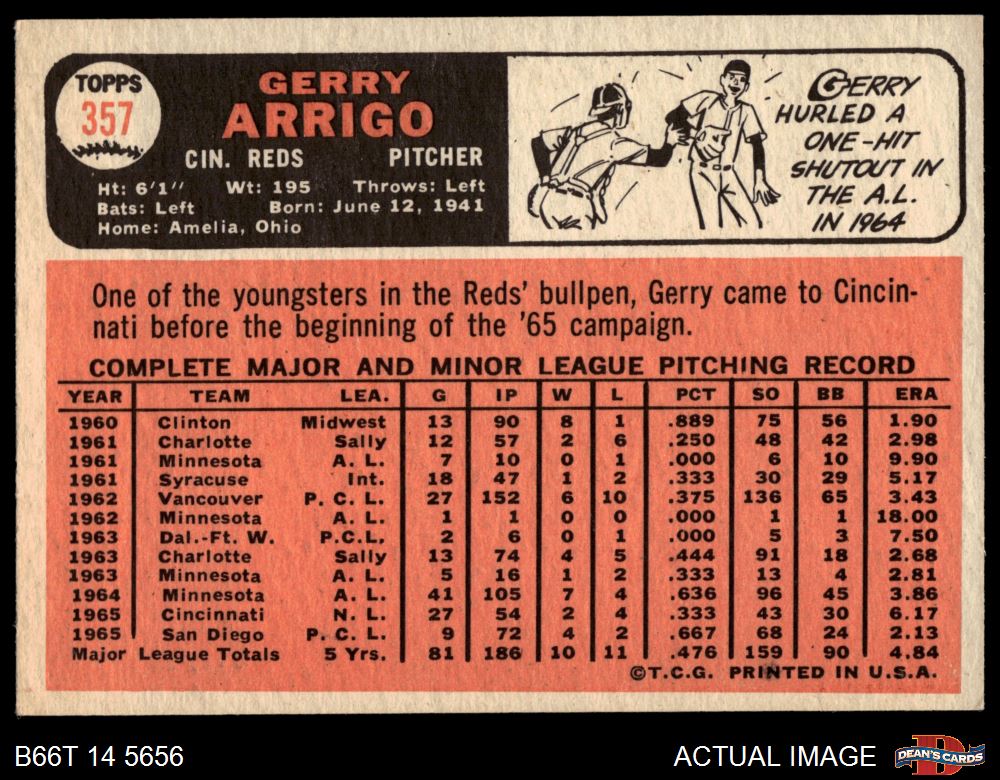 TOPPS
357
GERRY
ARRIGO
CIN. REDS PITCHER
Ht: 6'1" Wt: 195 Throws: Left
Bats: Left Born: June 12, 1941
Home: Amelia, Ohio
GERRY
HURLED A
ONE-HIT
SHUTOUT IN
THE A.L.
IN 1964
One of the youngsters in the Reds' bullpen, Gerry came to Cincin-
nati before the beginning of the '65 campaign.
COMPLETE MAJOR AND MINOR LEAGUE PITCHING RECORD
YEAR TEAM LEA. G IP W L PCT SO BB ERA
1960 Clinton Midwest 13 90 8 1 .889 75 56 1.90
1961 Charlotte Sally 12 57 2 6 .250 48 42 2.98
1961 Minnesota A. L. 7 10 0 1 .000 6 10 9.90
1961 Syracuse Int. 18 47 1 2 .333 30 29 5.17
1962 Vancouver P. C. L. 27 152 6 10 .375 136 65 3.43
1962 Minnesota A. L. 1 1 0 0 .000 1 1 18.00
1963 Dal.-Ft. W. P.C.L. 2 6 0 1 .000 5 3 7.50
1963 Charlotte Sally 13 74 4 5 .444 91 18 2.68
1963 Minnesota A. L. 5 16 1 2 .333 13 4 2.81
1964 Minnesota A. L. 41 105 7 4 .636 96 45 3.86
1965 Cincinnati N. L. 27 54 2 4 .333 43 30 6.17
1965 San Diego P. C. L. 9 72 4 2 .667 68 24 2.13
Major League Totals 5 Yrs. 81 186 10 11 .476 159 90 4.84
©T.C.G. PRINTED IN U.S.A.
B66T 14 5656 ACTUAL IMAGE
DEAN'S CARDS